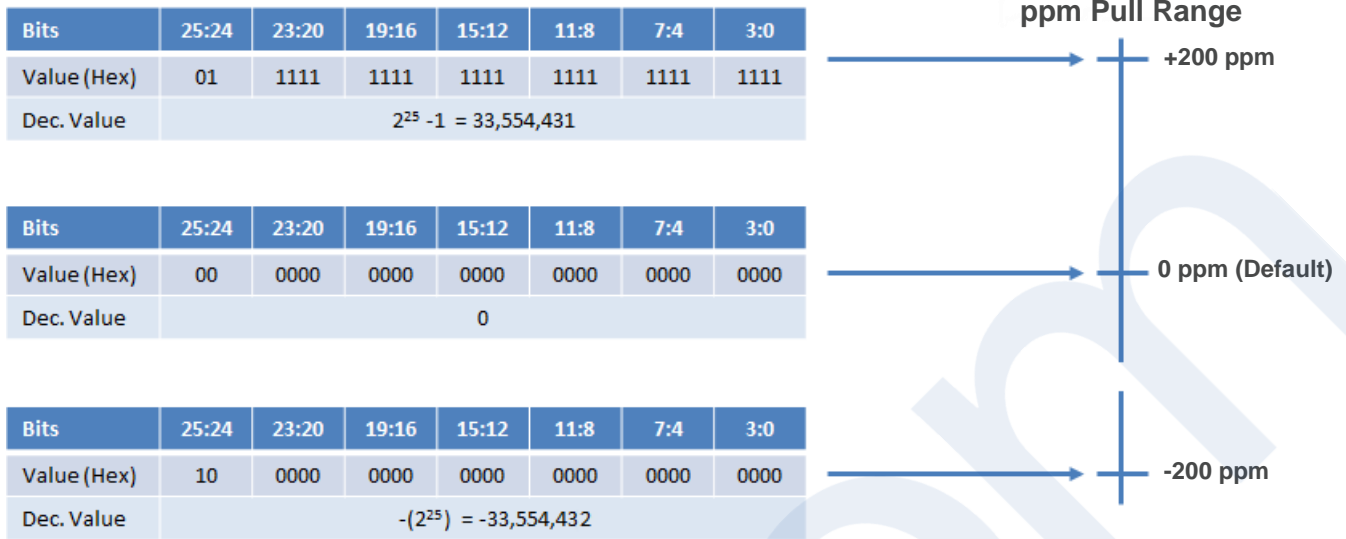 ppm Pull Range
Bits 25:24 23:20 19:16 15:12 11:8 7:4 3:0
Value (Hex) 01 1111 1111 1111 1111 1111 1111
Dec. Value 2²⁵ -1 = 33,554,431
+200 ppm
Bits 25:24 23:20 19:16 15:12 11:8 7:4 3:0
Value (Hex) 00 0000 0000 0000 0000 0000 0000
Dec. Value 0
0 ppm (Default)
Bits 25:24 23:20 19:16 15:12 11:8 7:4 3:0
Value (Hex) 10 0000 0000 0000 0000 0000 0000
Dec. Value -(2²⁵) = -33,554,432
-200 ppm